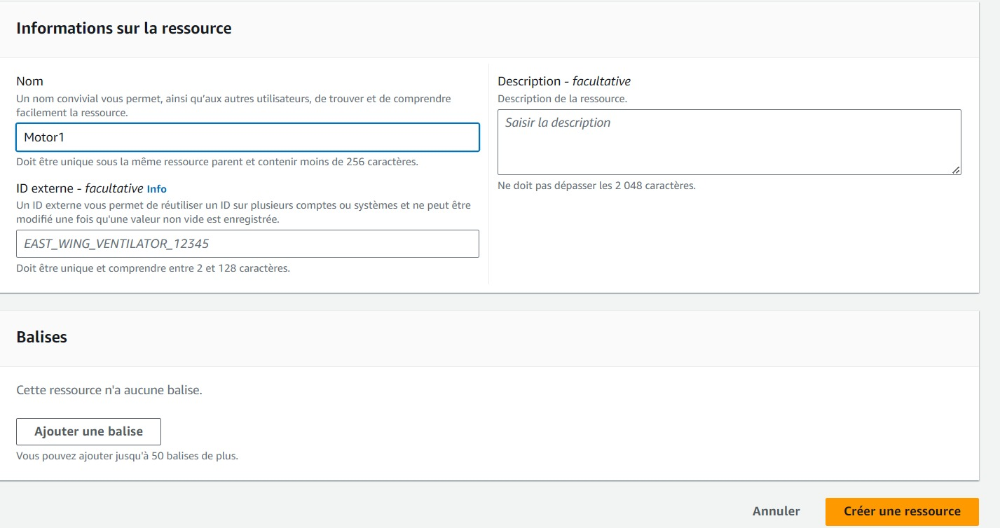 Informations sur la ressource
Nom
Un nom convivial vous permet, ainsi qu'aux autres utilisateurs, de trouver et de comprendre
facilement la ressource.
Motor1
Doit être unique sous la même ressource parent et contenir moins de 256 caractères.
ID externe - facultative Info
Un ID externe vous permet de réutiliser un ID sur plusieurs comptes ou systèmes et ne peut être
modifié une fois qu'une valeur non vide est enregistrée.
EAST_WING_VENTILATOR_12345
Doit être unique et comprendre entre 2 et 128 caractères.
Description - facultative
Description de la ressource.
Saisir la description
Ne doit pas dépasser les 2 048 caractères.
Balises
Cette ressource n'a aucune balise.
Ajouter une balise
Vous pouvez ajouter jusqu'à 50 balises de plus.
Annuler
Créer une ressource